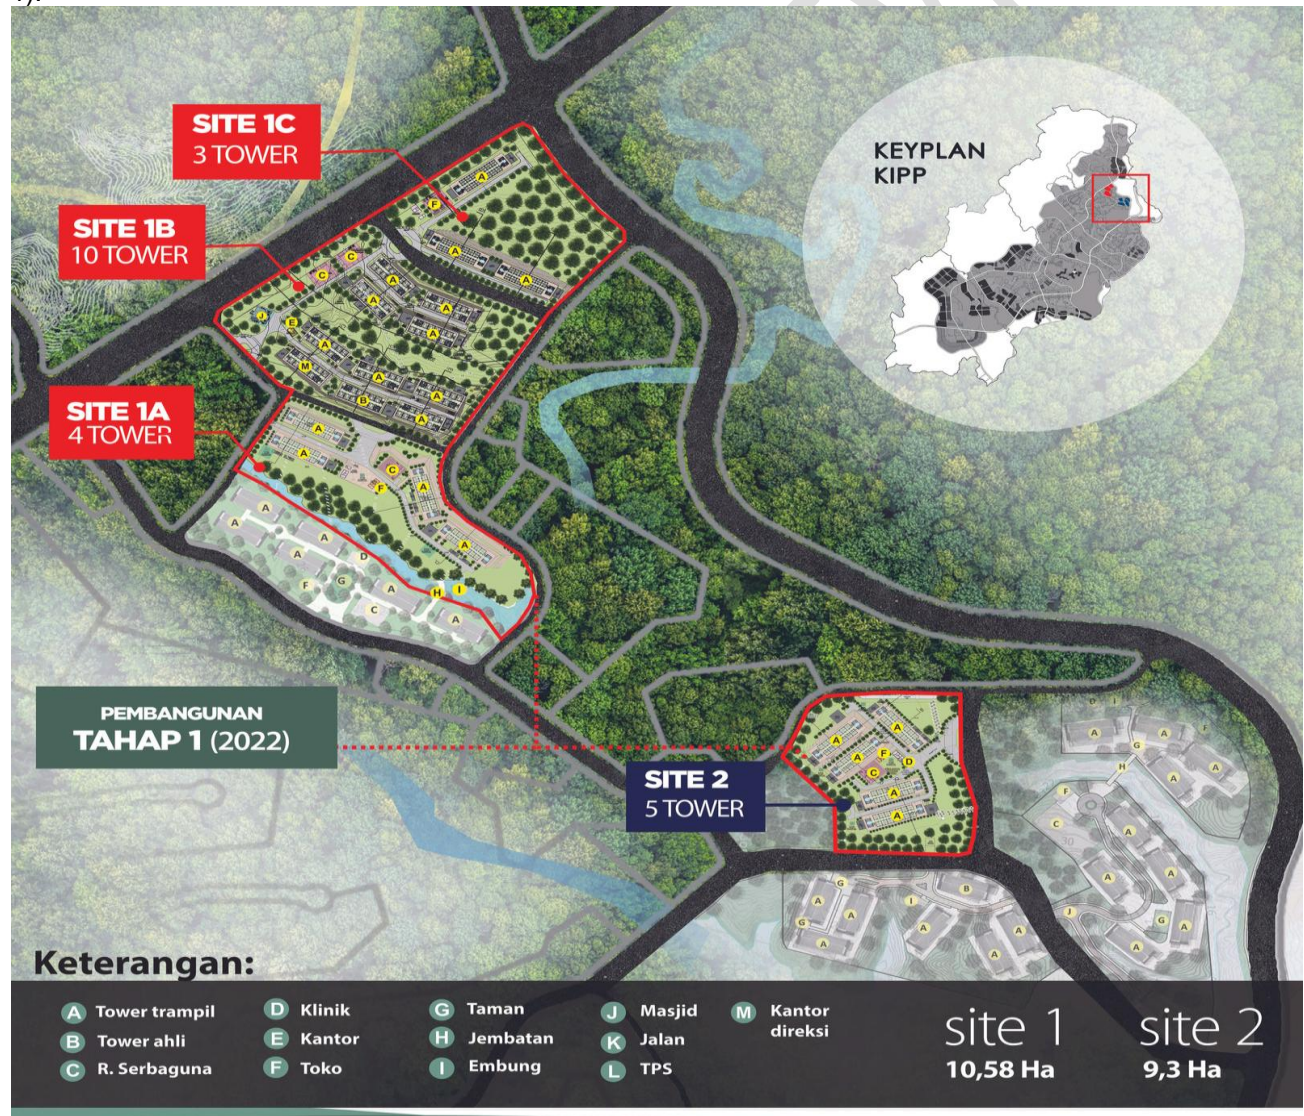 SITE 1C
3 TOWER
KEYPLAN
KIPP
SITE 1B
10 TOWER
SITE 1A
4 TOWER
PEMBANGUNAN
TAHAP 1 (2022)
SITE 2
5 TOWER
Keterangan:
A Tower trampil
B Tower ahli
C R. Serbaguna
D Klinik
E Kantor
F Toko
G Taman
H Jembatan
I Embung
J Masjid
K Jalan
L TPS
M Kantor
direksi
site 1
10,58 Ha
site 2
9,3 Ha